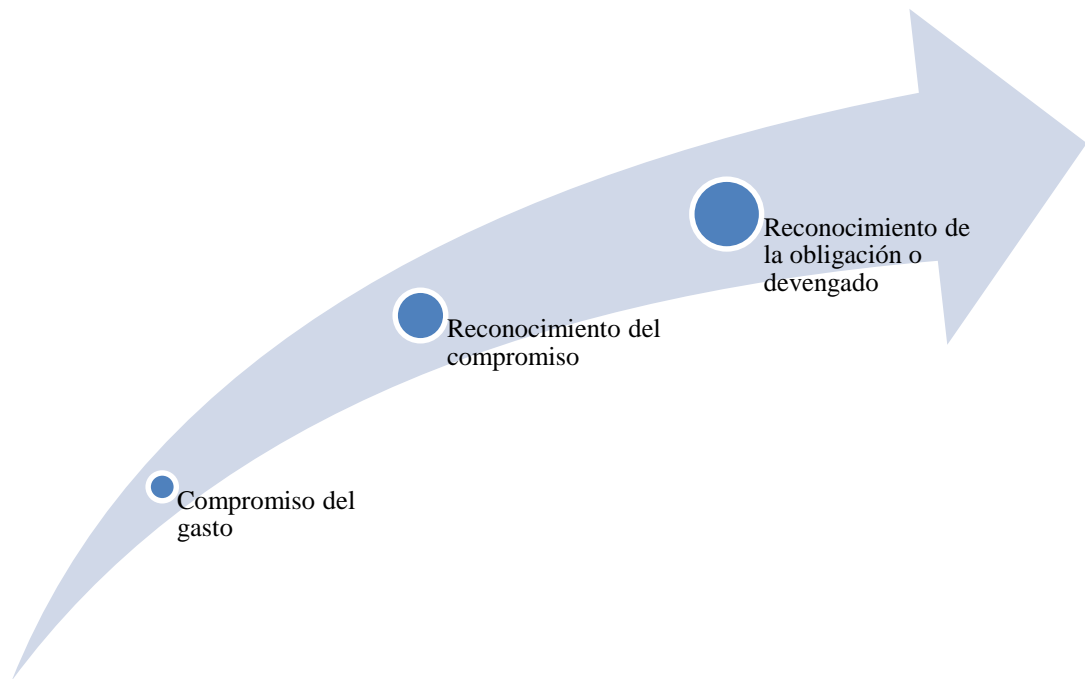 Reconocimiento de
la obligación o
devengado
Reconocimiento del
compromiso
Compromiso del
gasto